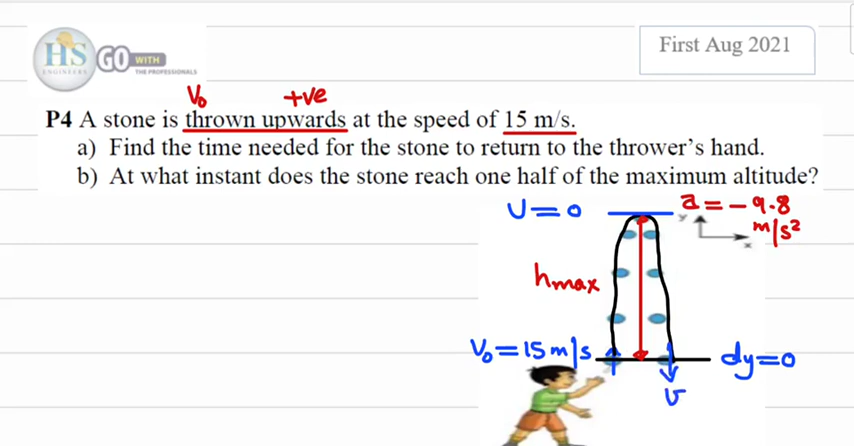 HS
ENGINEERS
GO WITH
THE PROFESSIONALS
First Aug 2021
V₀ +ve
P4 A stone is thrown upwards at the speed of 15 m/s.
a) Find the time needed for the stone to return to the thrower's hand.
b) At what instant does the stone reach one half of the maximum altitude?
V=0
a=-9.8
m/s²
y
x
hmax
V₀=15m/s
dy=0
v